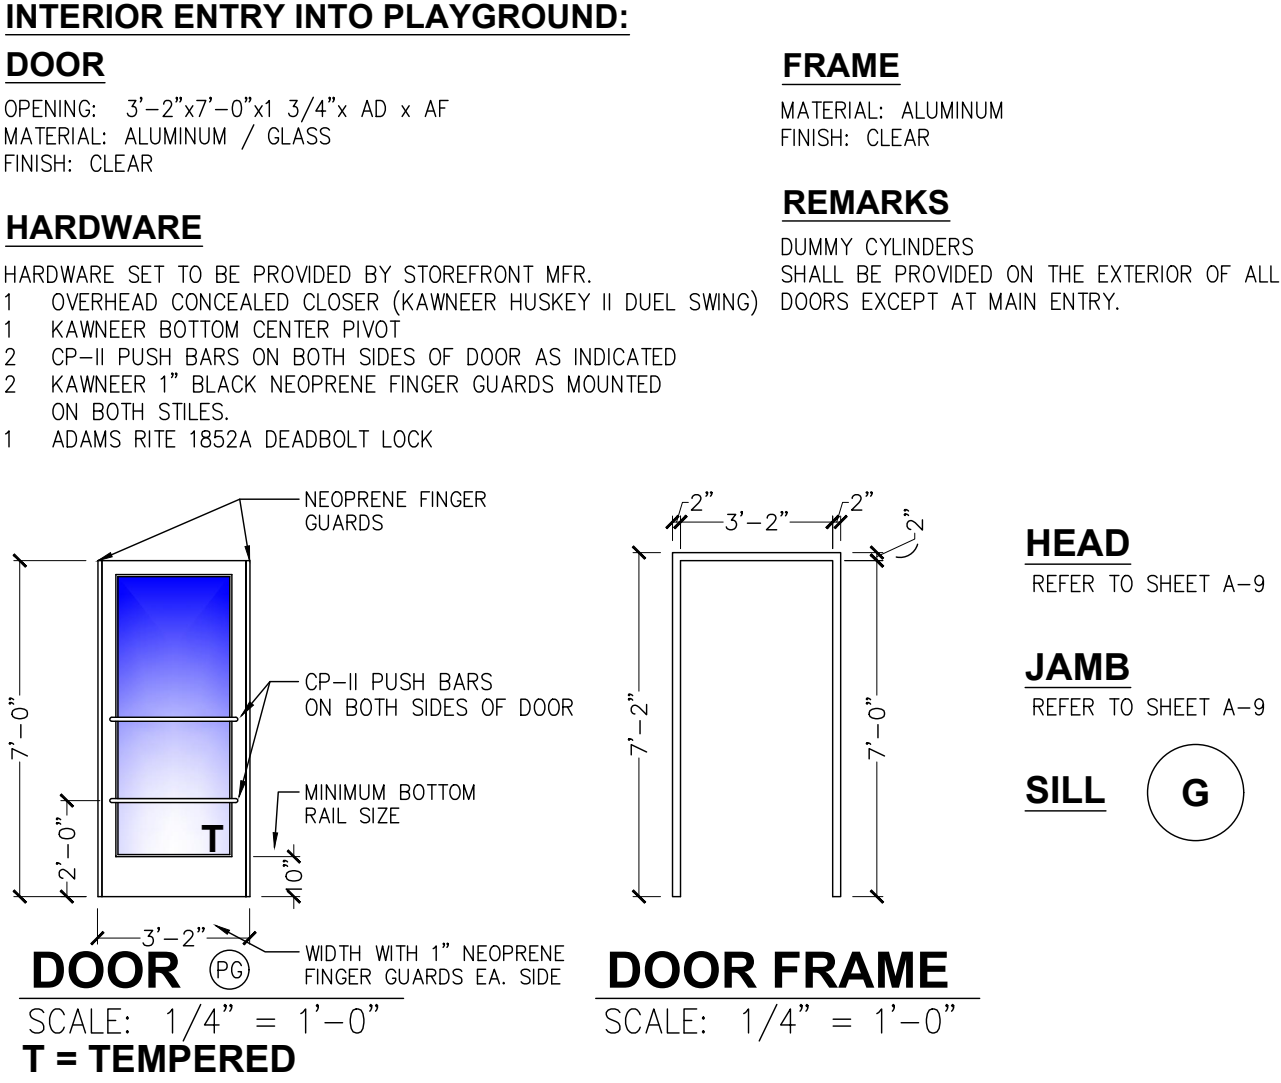 INTERIOR ENTRY INTO PLAYGROUND:
DOOR
OPENING: 3'-2"x7'-0"x1 3/4"x AD x AF
MATERIAL: ALUMINUM / GLASS
FINISH: CLEAR
FRAME
MATERIAL: ALUMINUM
FINISH: CLEAR
HARDWARE
HARDWARE SET TO BE PROVIDED BY STOREFRONT MFR.
1 OVERHEAD CONCEALED CLOSER (KAWNEER HUSKEY II DUEL SWING)
1 KAWNEER BOTTOM CENTER PIVOT
2 CP-II PUSH BARS ON BOTH SIDES OF DOOR AS INDICATED
2 KAWNEER 1" BLACK NEOPRENE FINGER GUARDS MOUNTED
ON BOTH STILES.
1 ADAMS RITE 1852A DEADBOLT LOCK
REMARKS
DUMMY CYLINDERS
SHALL BE PROVIDED ON THE EXTERIOR OF ALL
DOORS EXCEPT AT MAIN ENTRY.
NEOPRENE FINGER
GUARDS
CP-II PUSH BARS
ON BOTH SIDES OF DOOR
MINIMUM BOTTOM
RAIL SIZE
7'-0"
2'-0"
T
10"
3'-2"
WIDTH WITH 1" NEOPRENE
FINGER GUARDS EA. SIDE
DOOR PG
SCALE: 1/4" = 1'-0"
T = TEMPERED
2"
3'-2"
2"
2"
7'-2"
7'-0"
DOOR FRAME
SCALE: 1/4" = 1'-0"
HEAD
REFER TO SHEET A-9
JAMB
REFER TO SHEET A-9
SILL G